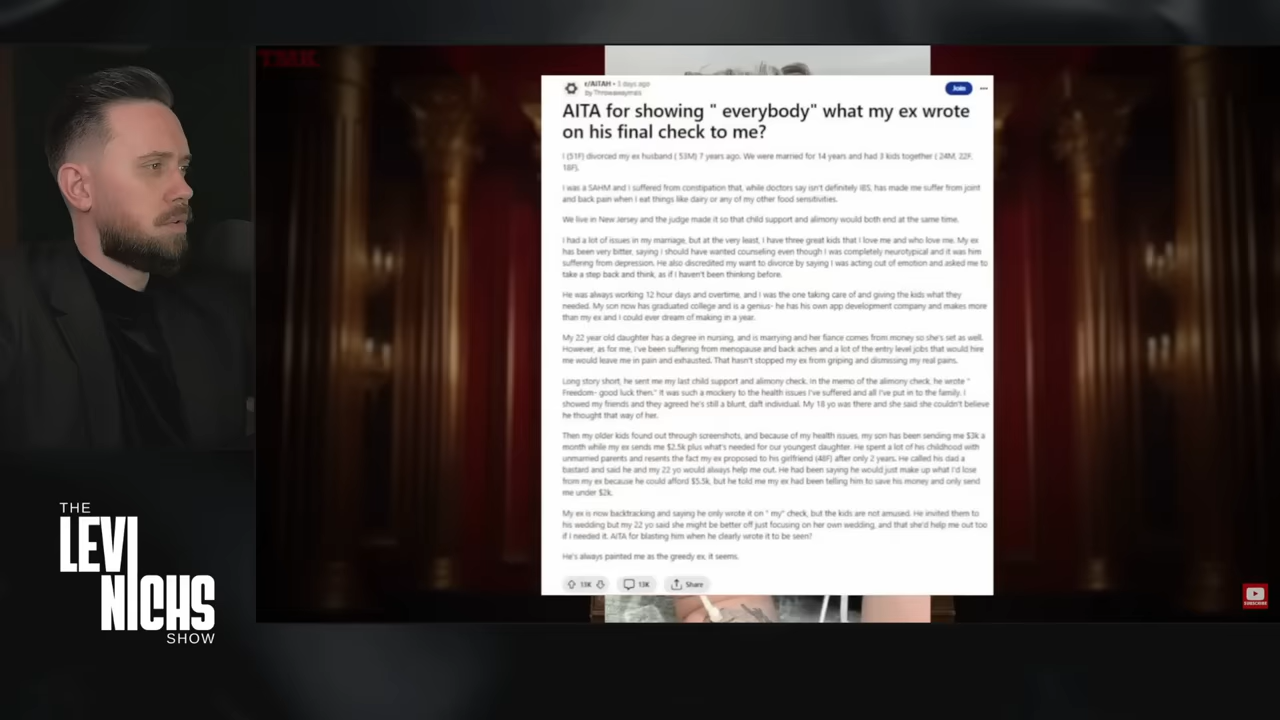 TMK
r/AITAH • 3 days ago
by Throwawayma's
Join
AITA for showing " everybody" what my ex wrote
on his final check to me?
I (51F) divorced my ex husband ( 53M) 7 years ago. We were married for 14 years and had 3 kids together ( 24M, 22F,
18F).
I was a SAHM and I suffered from constipation that, while doctors say isn't definitely IBS, has made me suffer from joint
and back pain when I eat things like dairy or any of my other food sensitivities.
We live in New Jersey and the judge made it so that child support and alimony would both end at the same time.
I had a lot of issues in my marriage, but at the very least, I have three great kids that I love me and who love me. My ex
has been very bitter, saying I should have wanted counseling even though I was completely neurotypical and it was him
suffering from depression. He also discredited my want to divorce by saying I was acting out of emotion and asked me to
take a step back and think, as if I haven't been thinking before.
He was always working 12 hour days and overtime, and I was the one taking care of and giving the kids what they
needed. My son now has graduated college and is a genius- he has his own app development company and makes more
than my ex and I could ever dream of making in a year.
My 22 year old daughter has a degree in nursing, and is marrying and her fiance comes from money so she's set as well.
However, as for me, I've been suffering from menopause and back aches and a lot of the entry level jobs that would hire
me would leave me in pain and exhausted. That hasn't stopped my ex from griping and dismissing my real pains.
Long story short, he sent me my last child support and alimony check. In the memo of the alimony check, he wrote "
Freedom- good luck then." It was such a mockery to the health issues I've suffered and all I've put in to the family. I
showed my friends and they agreed he's still a blunt, daft individual. My 18 yo was there and she said she couldn't believe
he thought that way of her.
Then my older kids found out through screenshots, and because of my health issues, my son has been sending me $3k a
month while my ex sends me $2.5k plus what's needed for our youngest daughter. He spent a lot of his childhood with
unmarried parents and resents the fact my ex proposed to his girlfriend (48F) after only 2 years. He called his dad a
bastard and said he and my 22 yo would always help me out. He had been saying he would just make up what I'd lose
from my ex because he could afford $5.5k, but he told me my ex had been telling him to save his money and only send
me under $2k.
My ex is now backtracking and saying he only wrote it on " my" check, but the kids are not amused. He invited them to
his wedding but my 22 yo said she might be better off just focusing on her own wedding, and that she'd help me out too
if I needed it. AITA for blasting him when he clearly wrote it to be seen?
He's always painted me as the greedy ex, it seems.
13K
13K
Share
THE
LEVI
NICHS
SHOW
SUBSCRIBE